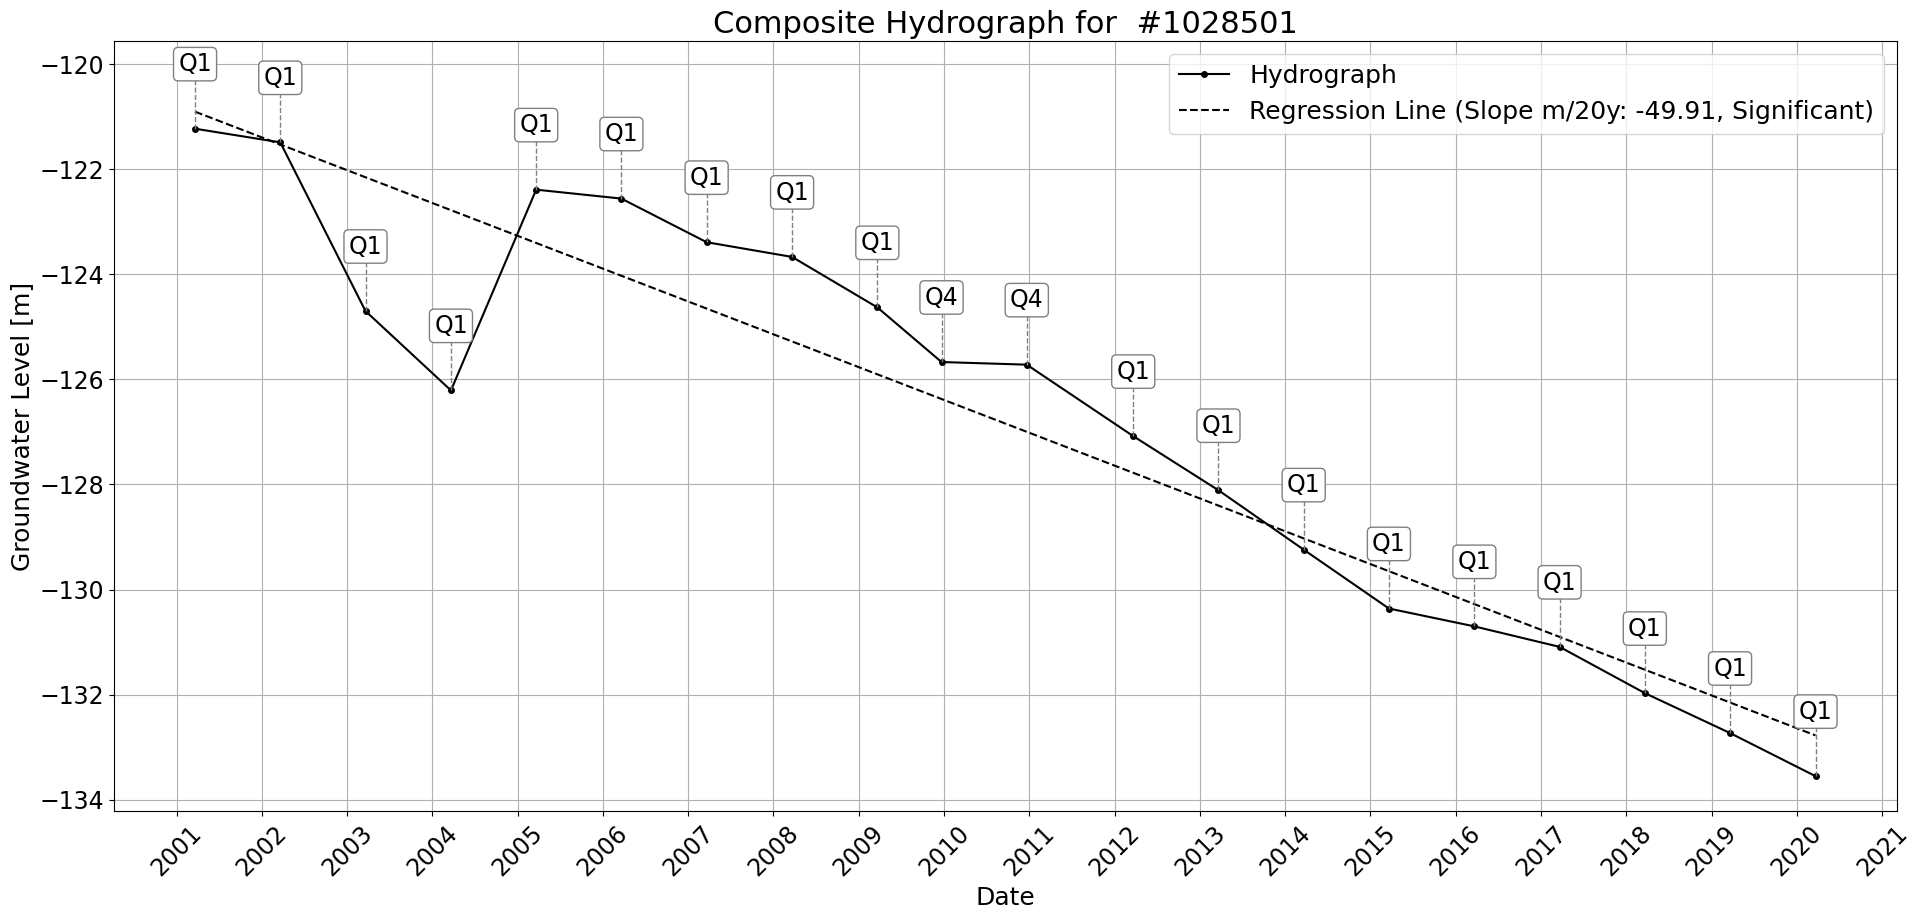 Composite Hydrograph for  #1028501
Groundwater Level [m]
−120
−122
−124
−126
−128
−130
−132
−134
Hydrograph
Regression Line (Slope m/20y: -49.91, Significant)
Q1
Q1
Q1
Q1
Q1
Q1
Q1
Q1
Q1
Q4
Q4
Q1
Q1
Q1
Q1
Q1
Q1
Q1
Q1
Q1
2001
2002
2003
2004
2005
2006
2007
2008
2009
2010
2011
2012
2013
2014
2015
2016
2017
2018
2019
2020
2021
Date